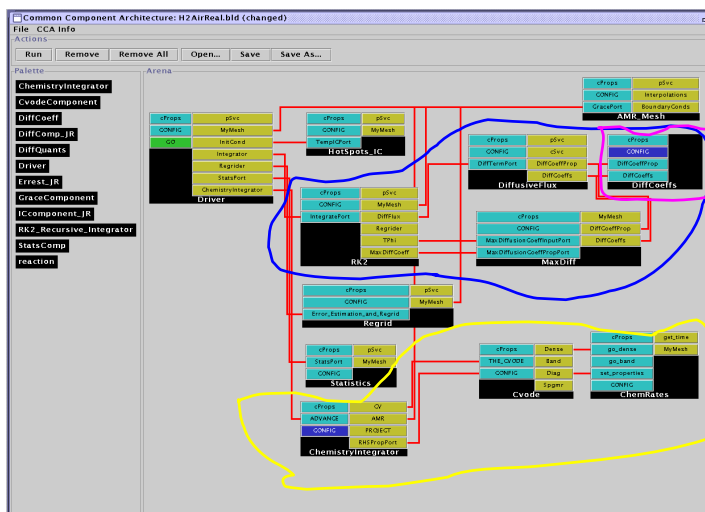 Common Component Architecture: H2AirReal.bld (changed)
File CCA Info
Actions
Run Remove Remove All Open... Save Save As...
Palette
ChemistryIntegrator
CvodeComponent
DiffCoeff
DiffComp_JR
DiffQuants
Driver
Errest_JR
GraceComponent
ICcomponent_JR
RK2_Recursive_Integrator
StatsComp
reaction
Arena
cProps pSvc
CONFIG Interpolations
GracePort BoundaryConds
AMR_Mesh
cProps pSvc
CONFIG MyMesh
GO InitCond
Integrator
Regrider
StatsPort
ChemistryIntegrator
Driver
cProps pSvc
CONFIG MyMesh
TempICPort
HotSpots_IC
cProps pSvc
CONFIG cSvc
DiffTermPort DiffCoeffProp
DiffCoeffs
DiffusiveFlux
cProps
CONFIG
DiffCoeffProp
DiffCoeffs
DiffCoeffs
cProps pSvc
CONFIG MyMesh
IntegratePort DiffFlux
Regrider
TPhi
MaxDiffCoeff
RK2
cProps MyMesh
CONFIG DiffCoeffProp
MaxDiffusionCoeffInputPort DiffCoeffs
MaxDiffusionCoeffPropPort
MaxDiff
cProps pSvc
CONFIG MyMesh
Error_Estimation_and_Regrid
Regrid
cProps pSvc
StatsPort MyMesh
CONFIG
Statistics
cProps Dense
THE_CVODE Band
CONFIG Diag
Spgmr
Cvode
cProps get_time
go_dense MyMesh
go_band
set_properties
CONFIG
ChemRates
cProps CV
ADVANCE AMR
CONFIG PROJECT
RHSPropPort
ChemistryIntegrator